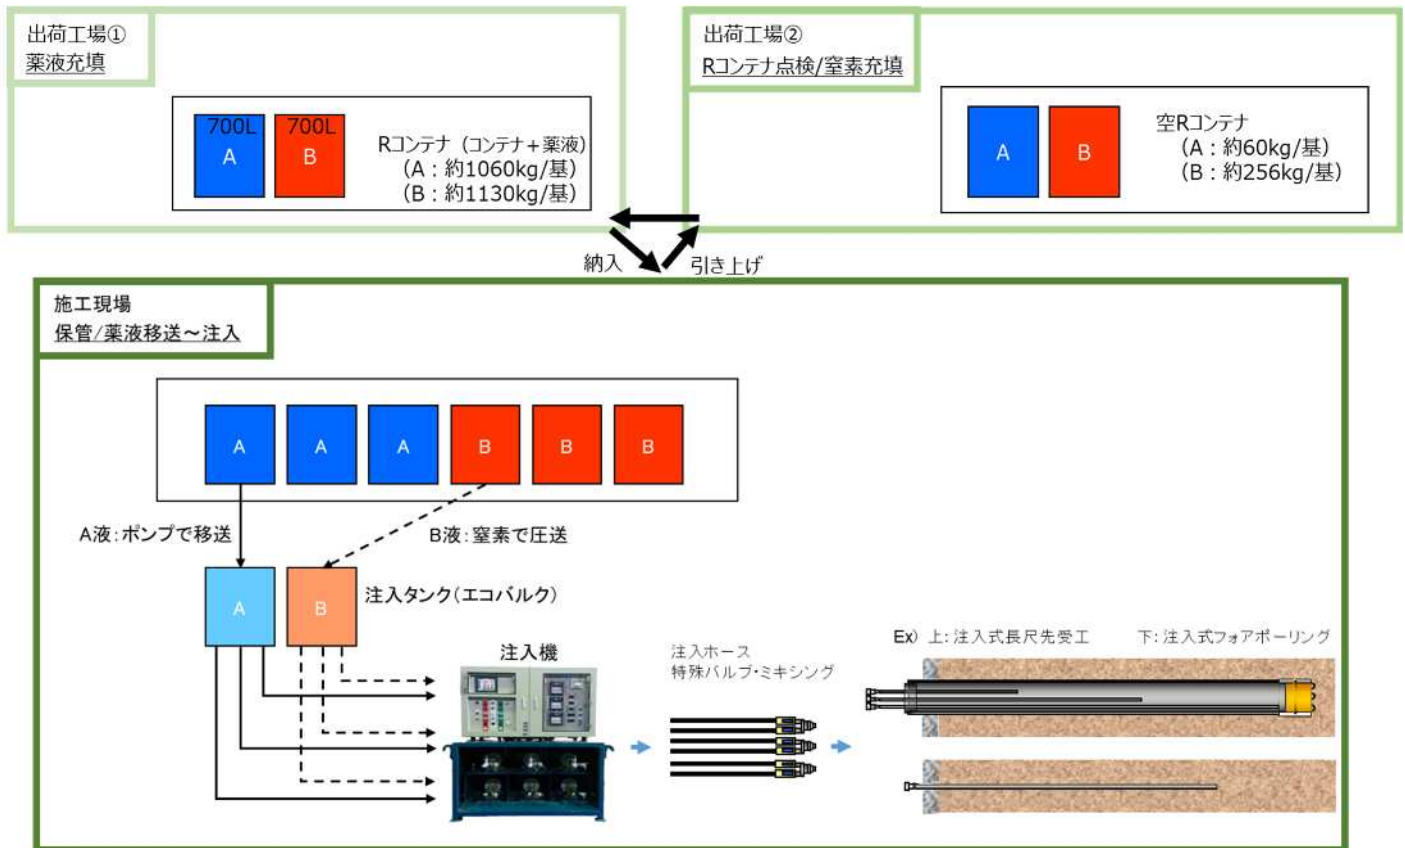 出荷工場①
薬液充填
700L
700L
A
B
Rコンテナ（コンテナ＋薬液）
（A：約1060kg/基）
（B：約1130kg/基）
出荷工場②
Rコンテナ点検/窒素充填
A
B
空Rコンテナ
（A：約60kg/基）
（B：約256kg/基）
納入
引き上げ
施工現場
保管/薬液移送～注入
A
A
A
B
B
B
A液：ポンプで移送
B液：窒素で圧送
A
B
注入タンク（エコバルク）
注入機
注入ホース
特殊バルブ・ミキシング
Ex） 上：注入式長尺先受工 下：注入式フォアポーリング